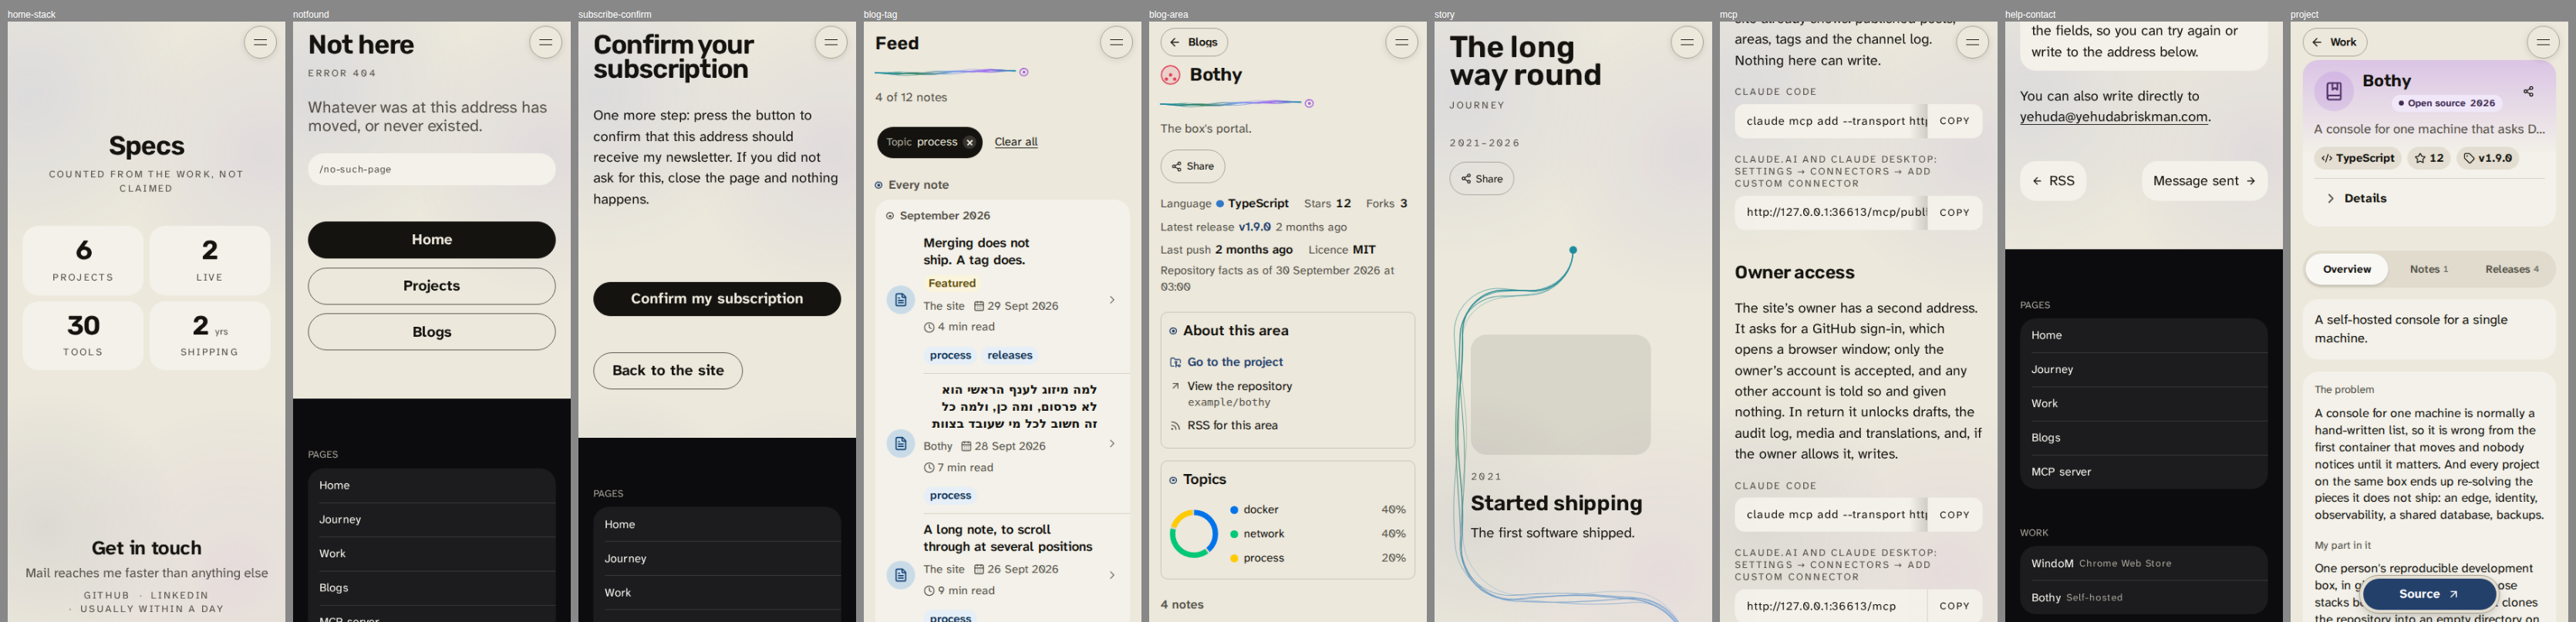 home-stack
Specs
COUNTED FROM THE WORK, NOT
CLAIMED
6
PROJECTS
2
LIVE
30
TOOLS
2 yrs
SHIPPING
Get in touch
Mail reaches me faster than anything else
GITHUB · LINKEDIN
· USUALLY WITHIN A DAY
notfound
Not here
ERROR 404
Whatever was at this address has
moved, or never existed.
/no-such-page
Home
Projects
Blogs
PAGES
Home
Journey
Work
Blogs
MCP server
subscribe-confirm
Confirm your
subscription
One more step: press the button to
confirm that this address should
receive my newsletter. If you did not
ask for this, close the page and nothing
happens.
Confirm my subscription
Back to the site
PAGES
Home
Journey
Work
blog-tag
Feed
4 of 12 notes
Topic process
Clear all
Every note
September 2026
Merging does not
ship. A tag does.
Featured
The site 29 Sept 2026
4 min read
process releases
למה מיזוג לענף הראשי הוא
לא פרסום, ומה כן, ולמה כל
זה חשוב לכל מי שעובד בצוות
Bothy 28 Sept 2026
7 min read
process
A long note, to scroll
through at several positions
The site 26 Sept 2026
9 min read
process
blog-area
Blogs
Bothy
The box's portal.
Share
Language TypeScript Stars 12 Forks 3
Latest release v1.9.0 2 months ago
Last push 2 months ago Licence MIT
Repository facts as of 30 September 2026 at
03:00
About this area
Go to the project
View the repository
example/bothy
RSS for this area
Topics
docker 40%
network 40%
process 20%
4 notes
story
The long
way round
JOURNEY
2021–2026
Share
2021
Started shipping
The first software shipped.
mcp
site already shows: published posts,
areas, tags and the channel log.
Nothing here can write.
CLAUDE CODE
claude mcp add --transport http
COPY
CLAUDE.AI AND CLAUDE DESKTOP:
SETTINGS → CONNECTORS → ADD
CUSTOM CONNECTOR
http://127.0.0.1:36613/mcp/publi
COPY
Owner access
The site's owner has a second address.
It asks for a GitHub sign-in, which
opens a browser window; only the
owner's account is accepted, and any
other account is told so and given
nothing. In return it unlocks drafts, the
audit log, media and translations, and, if
the owner allows it, writes.
CLAUDE CODE
claude mcp add --transport http
COPY
CLAUDE.AI AND CLAUDE DESKTOP:
SETTINGS → CONNECTORS → ADD
CUSTOM CONNECTOR
http://127.0.0.1:36613/mcp
COPY
help-contact
the fields, so you can try again or
write to the address below.
You can also write directly to
yehuda@yehudabriskman.com.
← RSS
Message sent →
PAGES
Home
Journey
Work
Blogs
MCP server
WORK
WindoM Chrome Web Store
Bothy Self-hosted
project
Work
Bothy
Open source 2026
A console for one machine that asks D...
TypeScript 12 v1.9.0
Details
Overview Notes 1 Releases 4
A self-hosted console for a single
machine.
The problem
A console for one machine is normally a
hand-written list, so it is wrong from the
first container that moves and nobody
notices until it matters. And every project
on the same box ends up re-solving the
pieces it does not ship: an edge, identity,
observability, a shared database, backups.
My part in it
One person's reproducible development
box, in
stacks clones
Source
the repository into an empty directory on